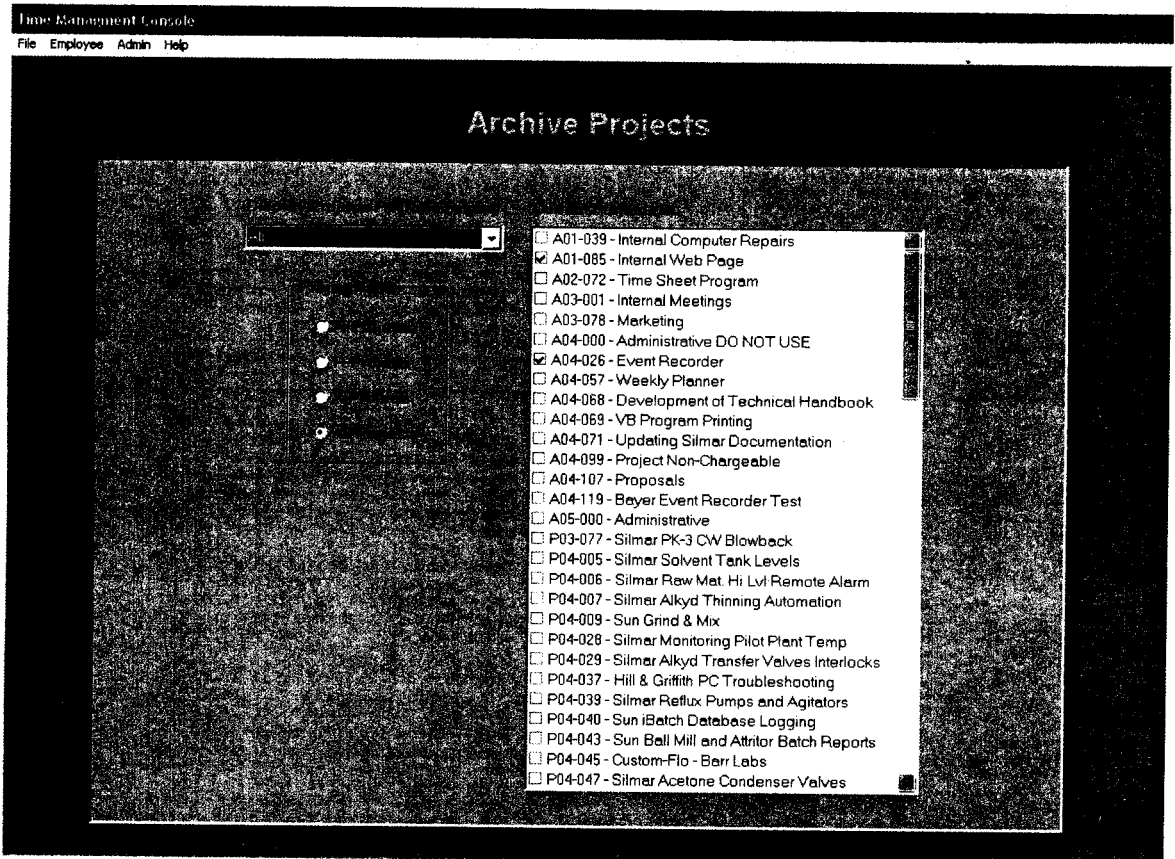 Time Managment Console
File Employee Admin Help
Archive Projects
A01-039 - Internal Computer Repairs
A01-085 - Internal Web Page
A02-072 - Time Sheet Program
A03-001 - Internal Meetings
A03-078 - Marketing
A04-000 - Administrative DO NOT USE
A04-026 - Event Recorder
A04-057 - Weekly Planner
A04-068 - Development of Technical Handbook
A04-069 - VB Program Printing
A04-071 - Updating Silmar Documentation
A04-099 - Project Non-Chargeable
A04-107 - Proposals
A04-119 - Bayer Event Recorder Test
A05-000 - Administrative
P03-077 - Silmar PK-3 CW Blowback
P04-005 - Silmar Solvent Tank Levels
P04-006 - Silmar Raw Mat. Hi Lvl Remote Alarm
P04-007 - Silmar Alkyd Thinning Automation
P04-009 - Sun Grind & Mix
P04-028 - Silmar Monitoring Pilot Plant Temp
P04-029 - Silmar Alkyd Transfer Valves Interlocks
P04-037 - Hill & Griffith PC Troubleshooting
P04-039 - Silmar Reflux Pumps and Agitators
P04-040 - Sun iBatch Database Logging
P04-043 - Sun Ball Mill and Attritor Batch Reports
P04-045 - Custom-Flo - Barr Labs
P04-047 - Silmar Acetone Condenser Valves